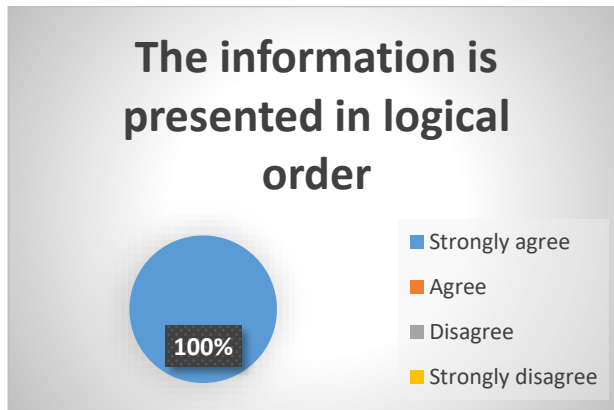 The information is
presented in logical
order
100%
Strongly agree
Agree
Disagree
Strongly disagree